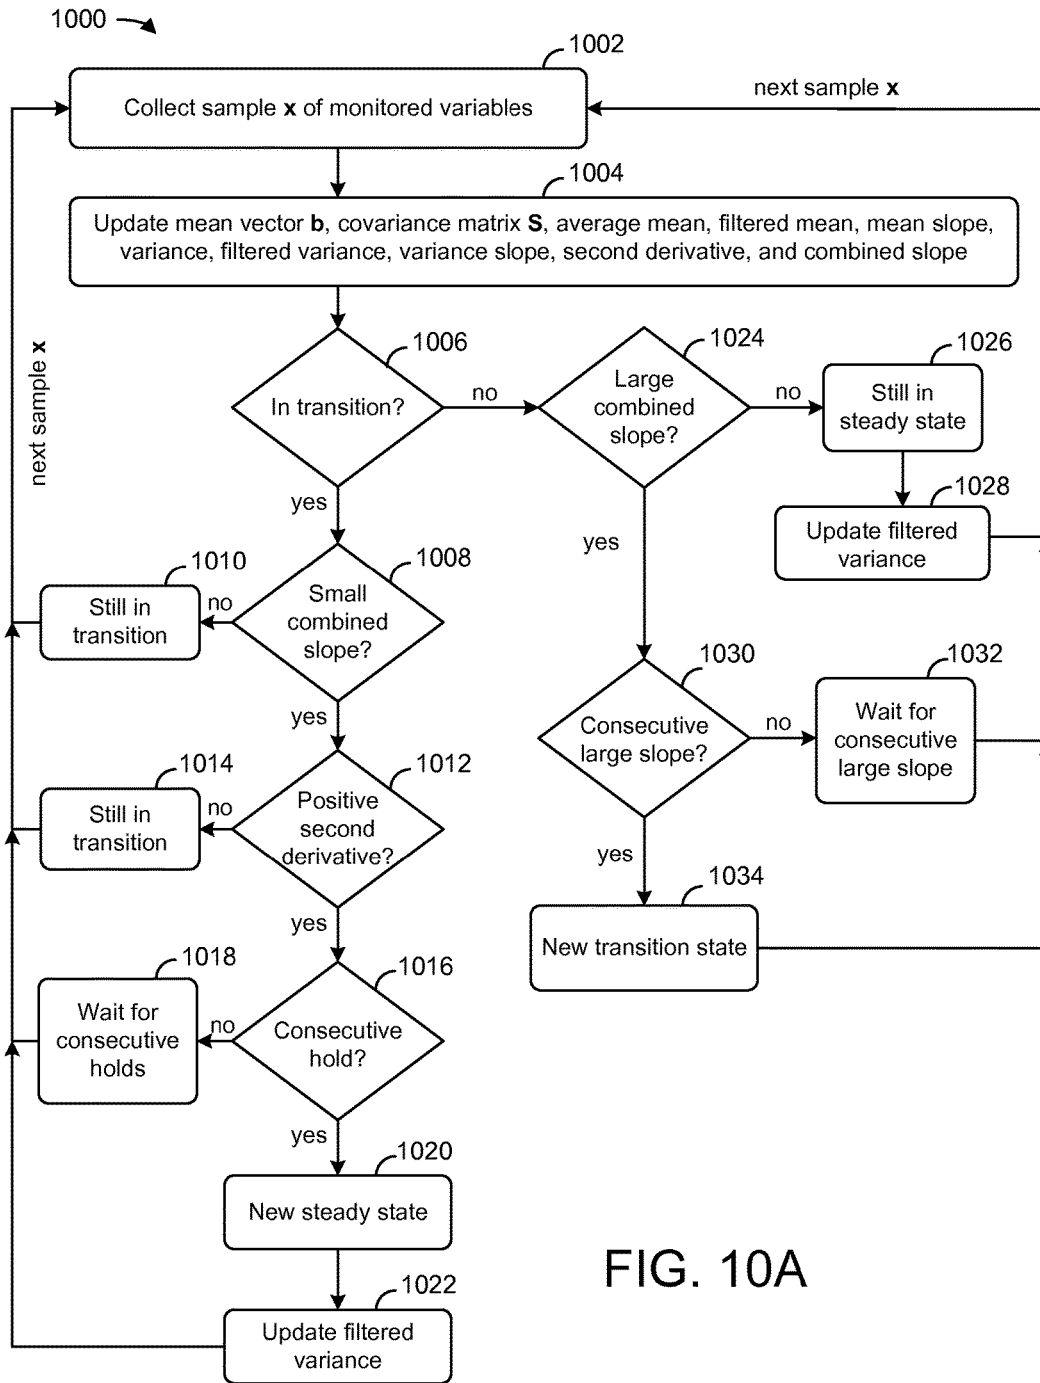 1000
1002
Collect sample x of monitored variables
next sample x
1004
Update mean vector b, covariance matrix S, average mean, filtered mean, mean slope,
variance, filtered variance, variance slope, second derivative, and combined slope
next sample x
1006
In transition?
no
yes
1024
Large
combined
slope?
no
yes
1026
Still in
steady state
1028
Update filtered
variance
1008
Small
combined
slope?
no
yes
1010
Still in
transition
1030
Consecutive
large slope?
no
yes
1032
Wait for
consecutive
large slope
1012
Positive
second
derivative?
no
yes
1014
Still in
transition
1034
New transition state
1016
Consecutive
hold?
no
yes
1018
Wait for
consecutive
holds
1020
New steady state
1022
Update filtered
variance
FIG. 10A